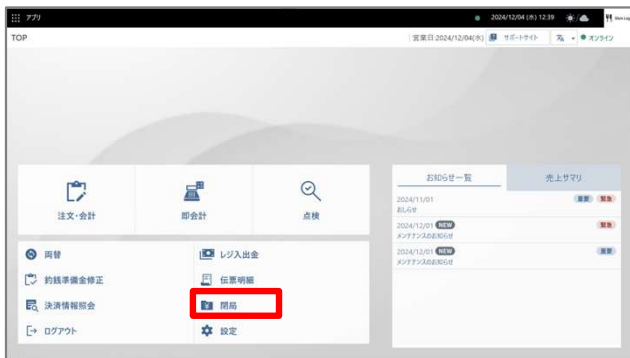 アプリ
2024/12/04 (水) 12:39
TOP
営業日:2024/12/04(水)
サポートサイト
オンライン
注文・会計
即会計
点検
両替
レジ入出金
釣銭準備金修正
伝票明細
決済情報照会
閉局
ログアウト
設定
お知らせ一覧
売上サマリ
2024/11/01
重要 緊急
おしらせ
2024/12/01 NEW
緊急
メンテナンスのお知らせ
2024/12/01 NEW
重要
メンテナンスのお知らせ